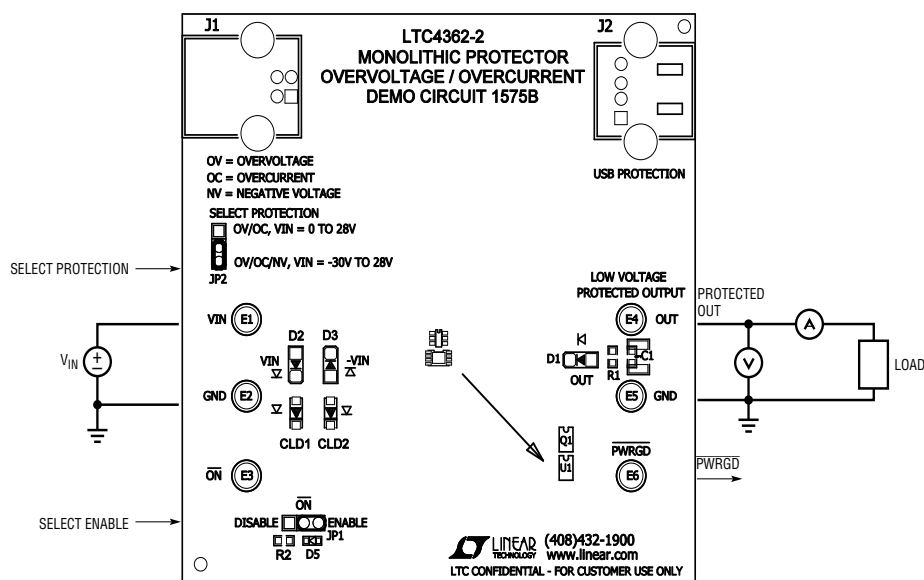 J1
J2
LTC4362-2
MONOLITHIC PROTECTOR
OVERVOLTAGE / OVERCURRENT
DEMO CIRCUIT 1575B
OV = OVERVOLTAGE
OC = OVERCURRENT
NV = NEGATIVE VOLTAGE
USB PROTECTION
SELECT PROTECTION
OV/OC, VIN = 0 TO 28V
OV/OC/NV, VIN = -30V TO 28V
JP2
SELECT PROTECTION
LOW VOLTAGE
PROTECTED OUTPUT
PROTECTED
OUT
VIN E1
E4 OUT
D2 D3
VIN -VIN
D1
OUT
R1
C1
A
V
LOAD
VIN
GND E2
E5 GND
CLD1 CLD2
Q1
U1
PWRGD
E6
PWRGD
ON E3
ON
DISABLE ENABLE
JP1
SELECT ENABLE
R2 D5
LINEAR
TECHNOLOGY
(408)432-1900
www.linear.com
LTC CONFIDENTIAL - FOR CUSTOMER USE ONLY